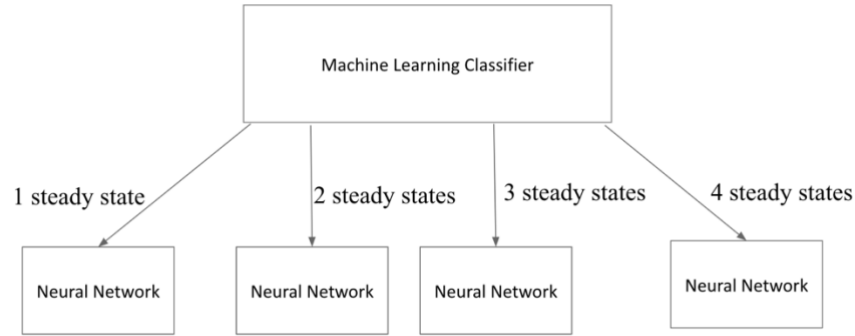 Machine Learning Classifier
1 steady state
2 steady states
3 steady states
4 steady states
Neural Network
Neural Network
Neural Network
Neural Network